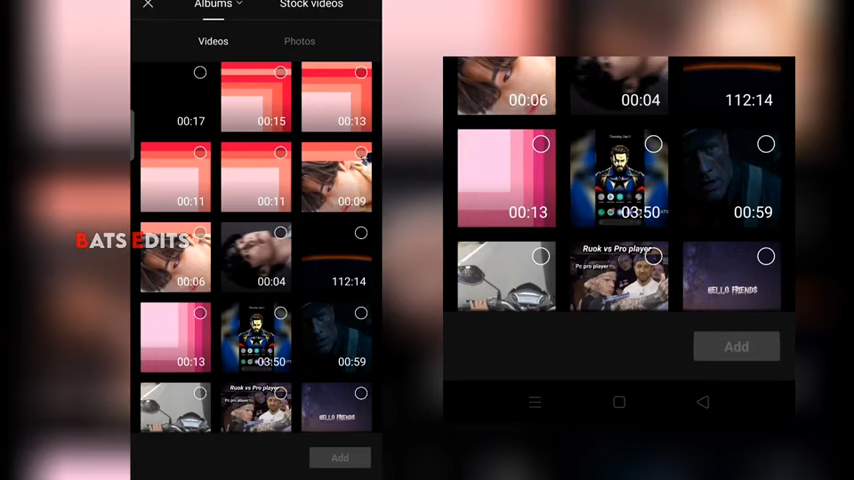 Albums
Stock videos
Videos
Photos
00:17
00:15
00:13
00:11
00:11
00:09
00:06
00:04
112:14
00:13
03:50
00:59
Ruok vs Pro player
Pc pro player
HELLO FRIENDS
Add
BATS EDITS
00:06
00:04
112:14
00:13
03:50
00:59
Ruok vs Pro player
Pc pro player
HELLO FRIENDS
Add